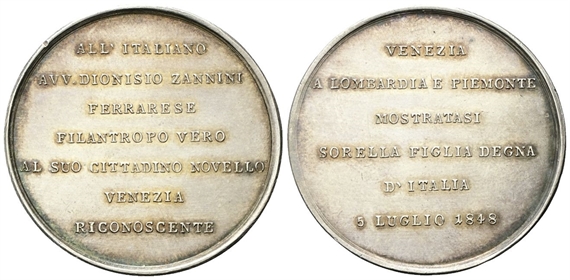 ALL' ITALIANO
AVV. DIONISIO ZANNINI
FERRARESE
FILANTROPO VERO
AL SUO CITTADINO NOVELLO
VENEZIA
RICONOSCENTE
VENEZIA
A LOMBARDIA E PIEMONTE
MOSTRATASI
SORELLA FIGLIA DEGNA
D' ITALIA
5 LUGLIO 1848